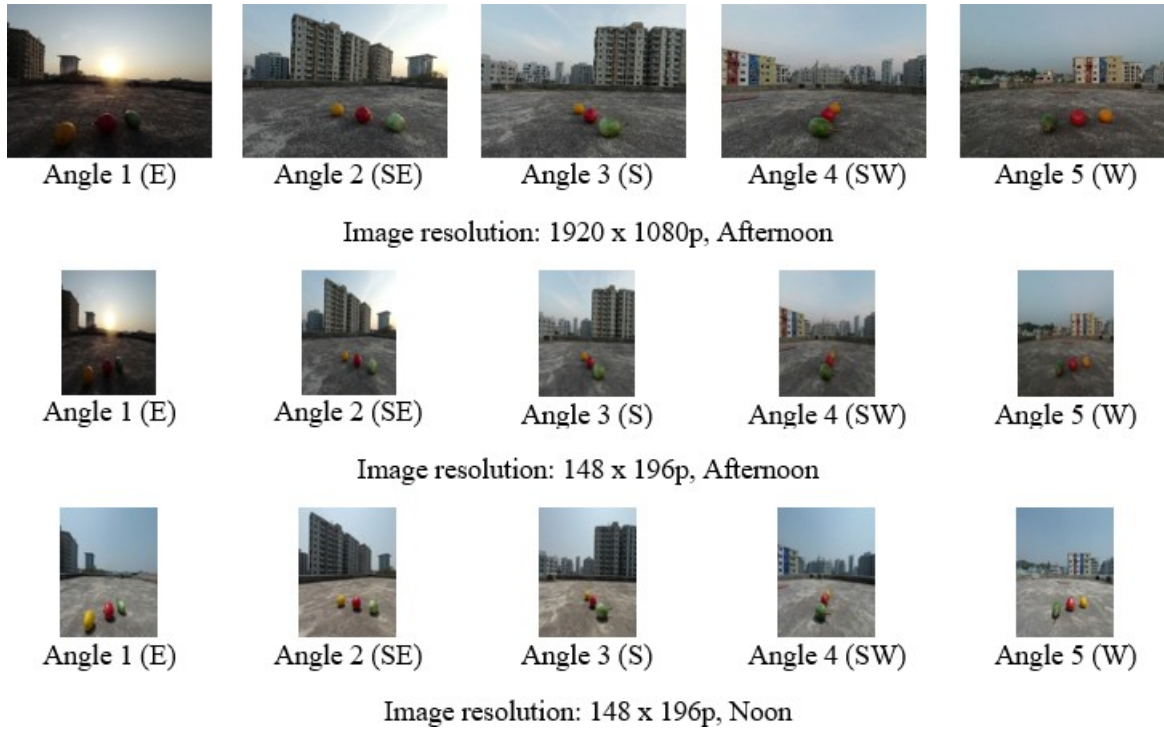 Angle 1 (E) Angle 2 (SE) Angle 3 (S) Angle 4 (SW) Angle 5 (W)
Image resolution: 1920 x 1080p, Afternoon
Angle 1 (E) Angle 2 (SE) Angle 3 (S) Angle 4 (SW) Angle 5 (W)
Image resolution: 148 x 196p, Afternoon
Angle 1 (E) Angle 2 (SE) Angle 3 (S) Angle 4 (SW) Angle 5 (W)
Image resolution: 148 x 196p, Noon